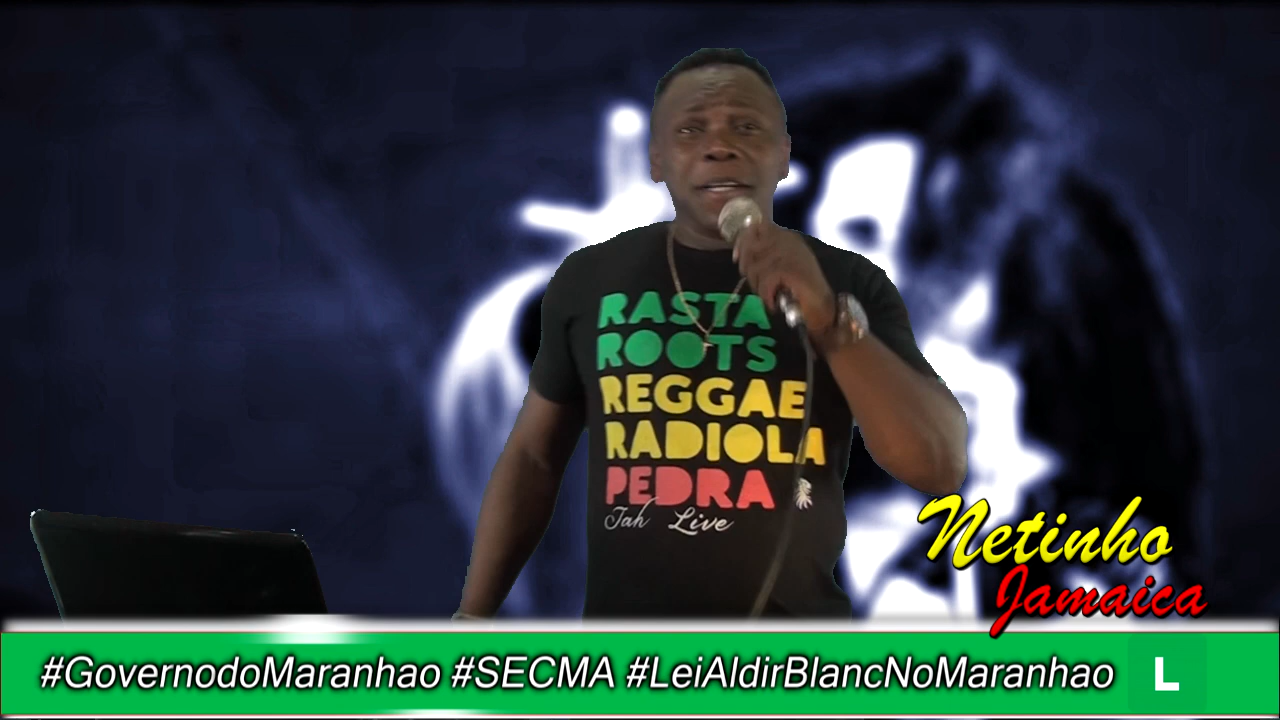 RASTA
ROOTS
REGGAE
RADIOLA
PEDRA
Jah Live
Netinho
Jamaica
#GovernodoMaranhao #SECMA #LeiAldirBlancNoMaranhao
L